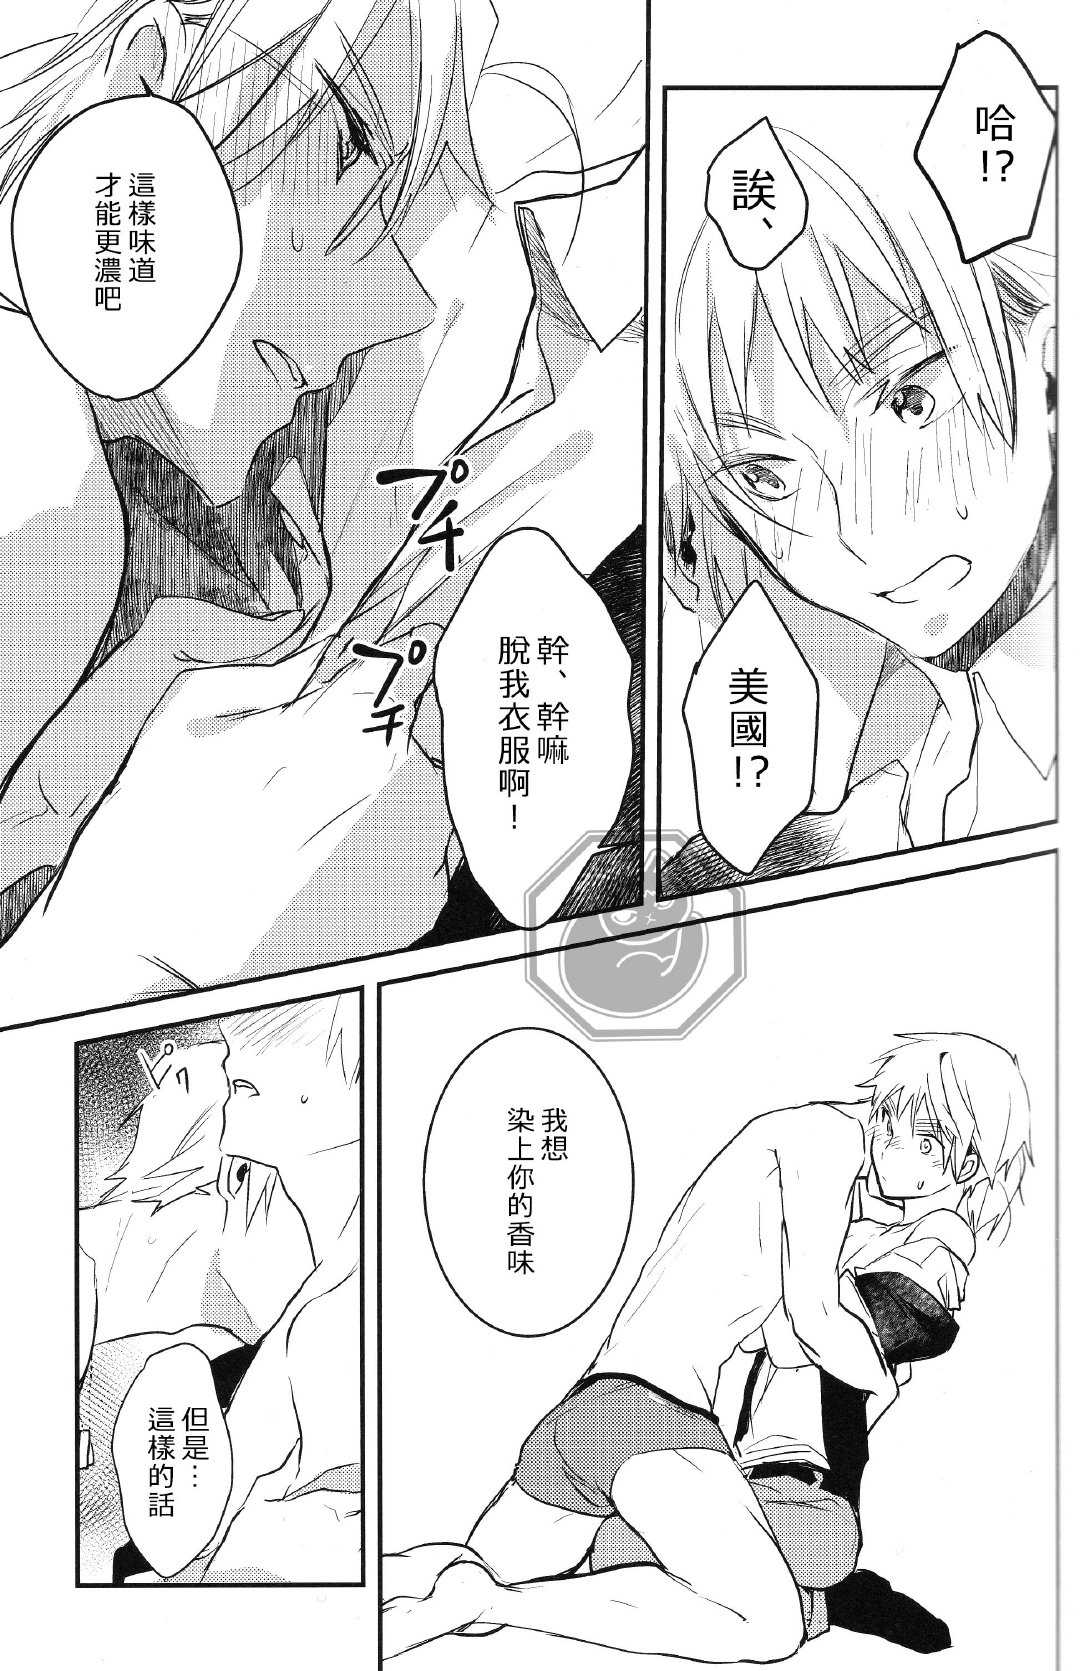 哈!?
誒、
美國!?
幹、幹嘛
脫我衣服啊！
プチ
プチ
這樣味道
才能更濃吧
我想
染上你的香味
ピク
但是…
這樣的話